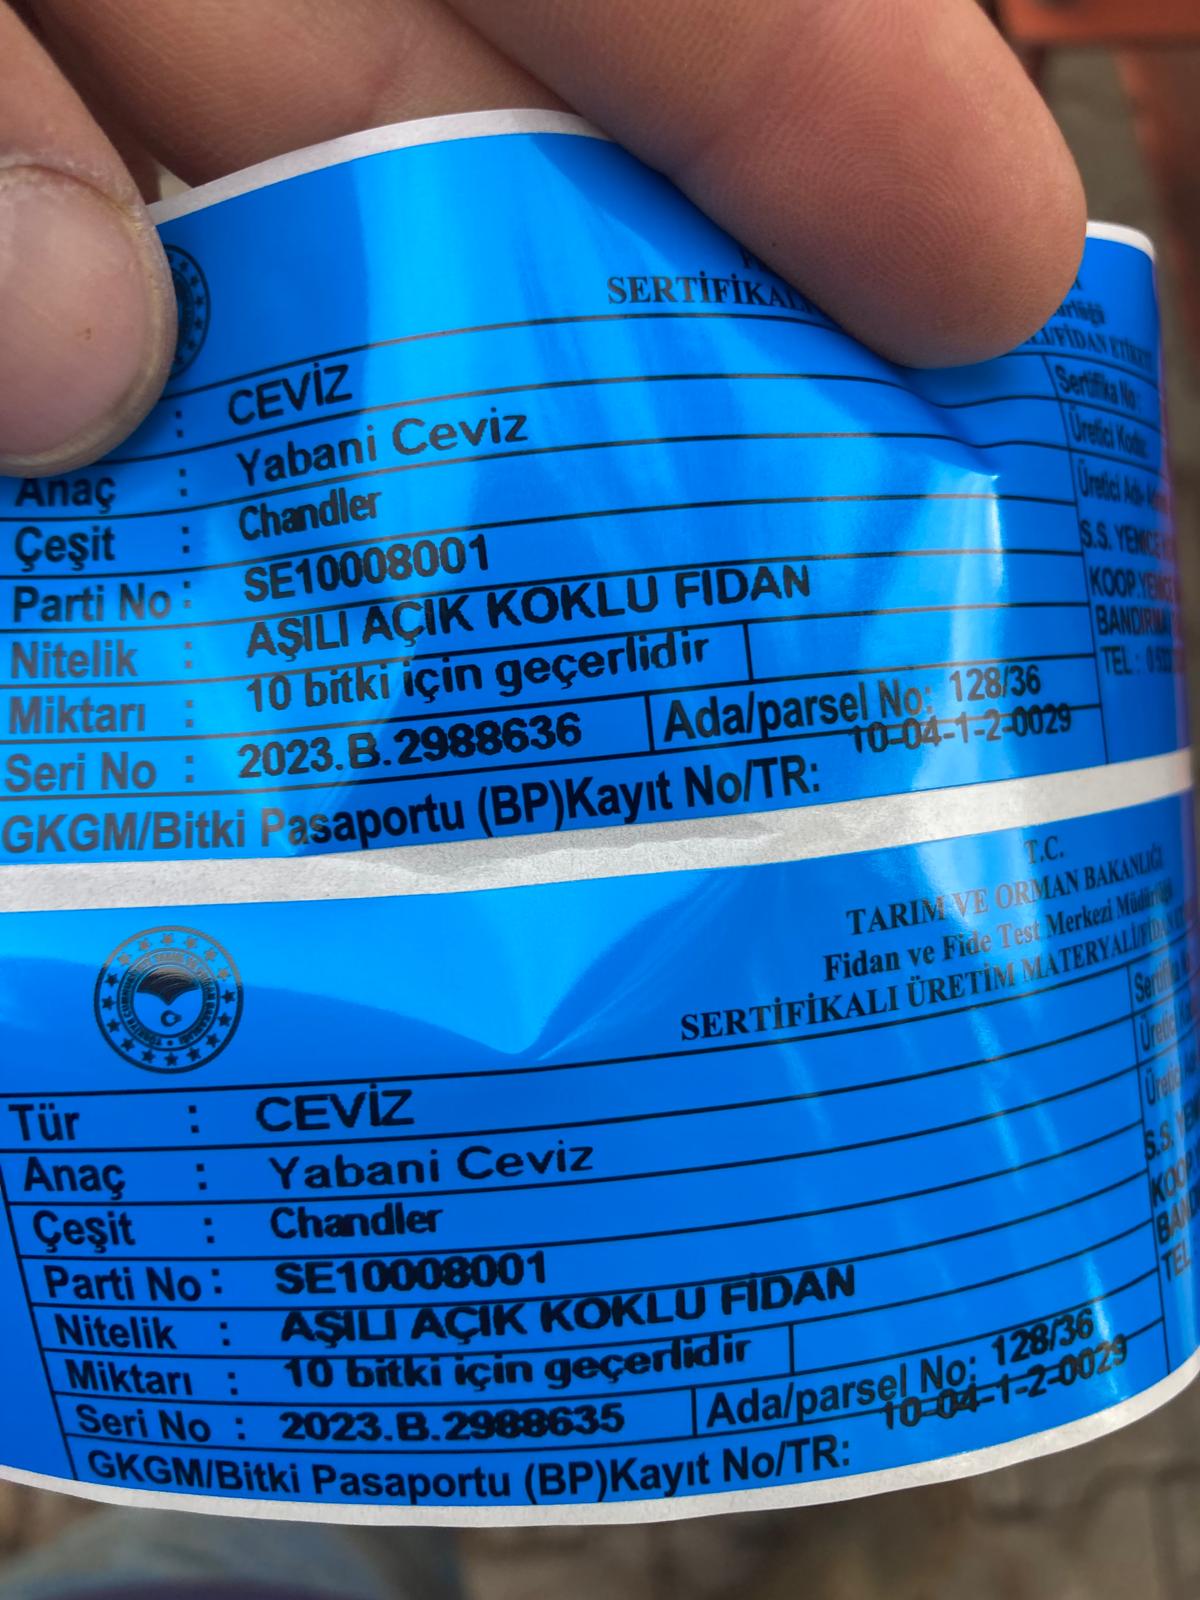 SERTİFİKALI
: CEVİZ
Anaç : Yabani Ceviz
Çeşit : Chandler
Parti No : SE10008001
Nitelik : AŞILI AÇIK KOKLU FIDAN
Miktarı : 10 bitki için geçerlidir
Seri No : 2023.B.2988636
Ada/parsel No: 128/36
10-04-1-2-0029
GKGM/Bitki Pasaportu (BP)Kayıt No/TR:
FİDAN ETİKETİ
Sertifika No :
Üretici Kodu:
Üretici Adı-
S.S. YENİCE
KOOP.YENİCE
BANDIRMA
TEL :
T.C.
TARIM VE ORMAN BAKANLIĞI
Fidan ve Fide Test Merkezi Müdürlüğü
SERTİFİKALI ÜRETİM MATERYALİ/FİDAN
Tür : CEVİZ
Anaç : Yabani Ceviz
Çeşit : Chandler
Parti No : SE10008001
Nitelik : AŞILI AÇIK KOKLU FIDAN
Miktarı : 10 bitki için geçerlidir
Seri No : 2023.B.2988635
Ada/parsel No: 128/36
10-04-1-2-0029
GKGM/Bitki Pasaportu (BP)Kayıt No/TR:
S.S.
KOOP
TEL